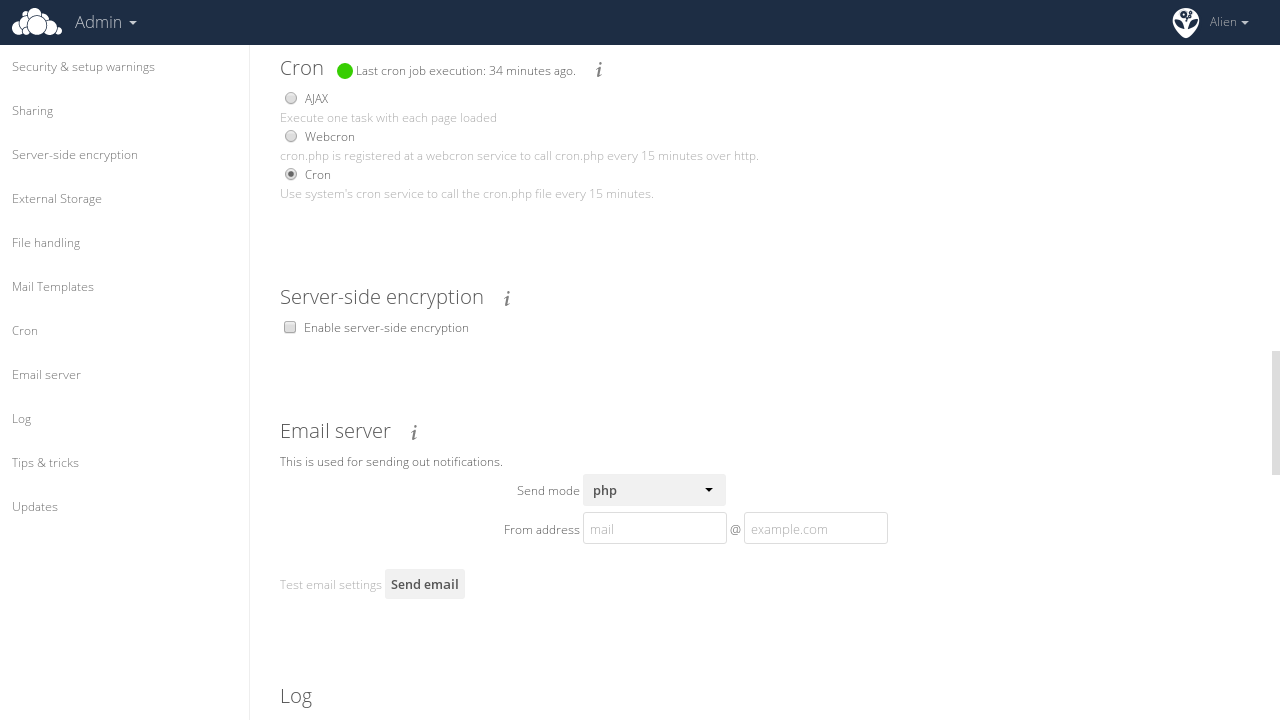 Admin
Alien
Security & setup warnings
Sharing
Server-side encryption
External Storage
File handling
Mail Templates
Cron
Email server
Log
Tips & tricks
Updates
Cron Last cron job execution: 34 minutes ago. i
AJAX
Execute one task with each page loaded
Webcron
cron.php is registered at a webcron service to call cron.php every 15 minutes over http.
Cron
Use system's cron service to call the cron.php file every 15 minutes.
Server-side encryption i
Enable server-side encryption
Email server i
This is used for sending out notifications.
Send mode php
From address mail @ example.com
Test email settings Send email
Log